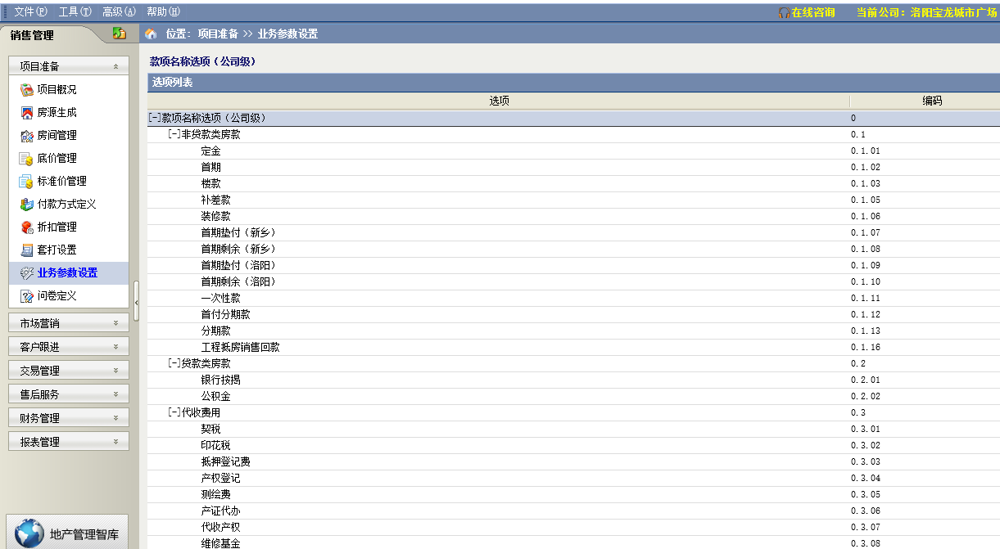 文件(F) 工具(T) 高级(A) 帮助(H) 在线咨询 当前公司：洛阳宝龙城市广场
销售管理
位置：项目准备 >> 业务参数设置
项目准备
项目概况
房源生成
房间管理
底价管理
标准价管理
付款方式定义
折扣管理
套打设置
业务参数设置
问卷定义
市场营销
客户跟进
交易管理
售后服务
财务管理
报表管理
地产管理智库
款项名称选项（公司级）
选项列表
选项 编码
[-]款项名称选项（公司级） 0
[-]非贷款类房款 0.1
定金 0.1.01
首期 0.1.02
楼款 0.1.03
补差款 0.1.05
装修款 0.1.06
首期垫付（新乡） 0.1.07
首期剩余（新乡） 0.1.08
首期垫付（洛阳） 0.1.09
首期剩余（洛阳） 0.1.10
一次性款 0.1.11
首付分期款 0.1.12
分期款 0.1.13
工程抵房销售回款 0.1.16
[-]贷款类房款 0.2
银行按揭 0.2.01
公积金 0.2.02
[-]代收费用 0.3
契税 0.3.01
印花税 0.3.02
抵押登记费 0.3.03
产权登记 0.3.04
测绘费 0.3.05
产证代办 0.3.06
代收产权 0.3.07
维修基金 0.3.08